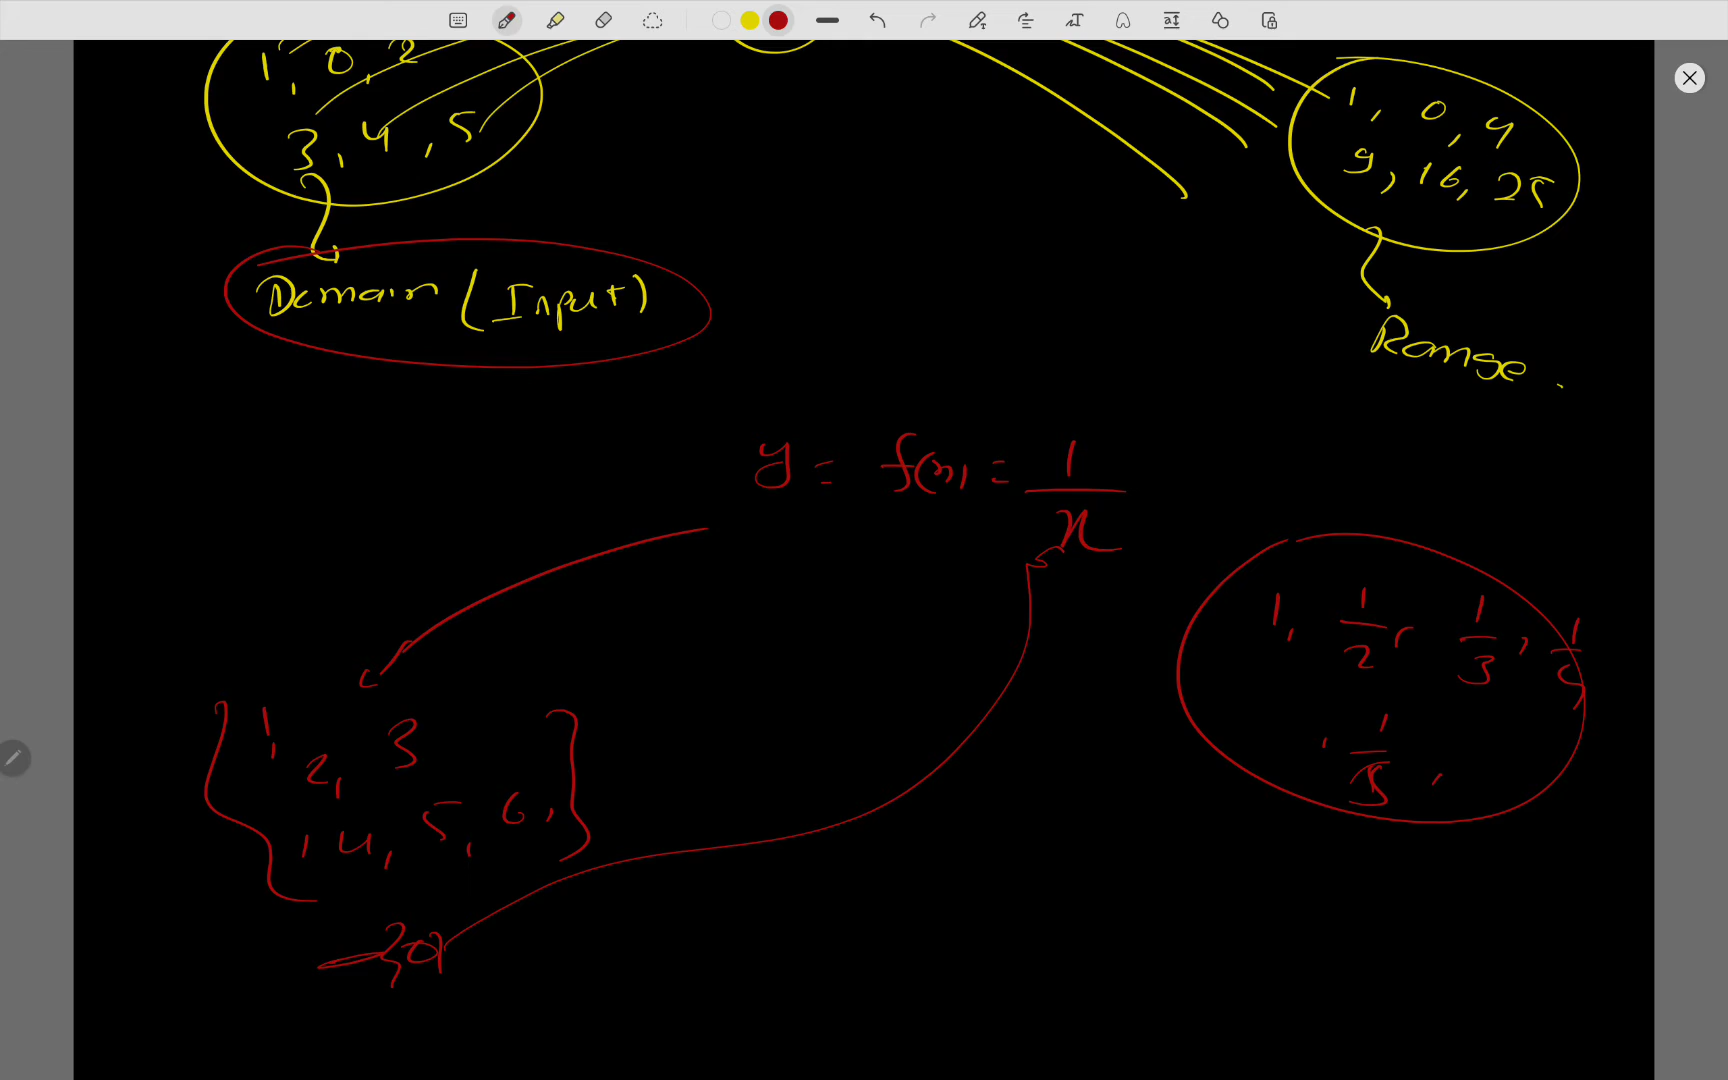 1, 0, 2
3, 4, 5
1, 0, 4
9, 16, 25
Domain (Input)
Range.
y = f(x) = 1/x
1, 1/2, 1/3, 1/4
, 1/5,
{1, 2, 3
, 4, 5, 6, }
{0}